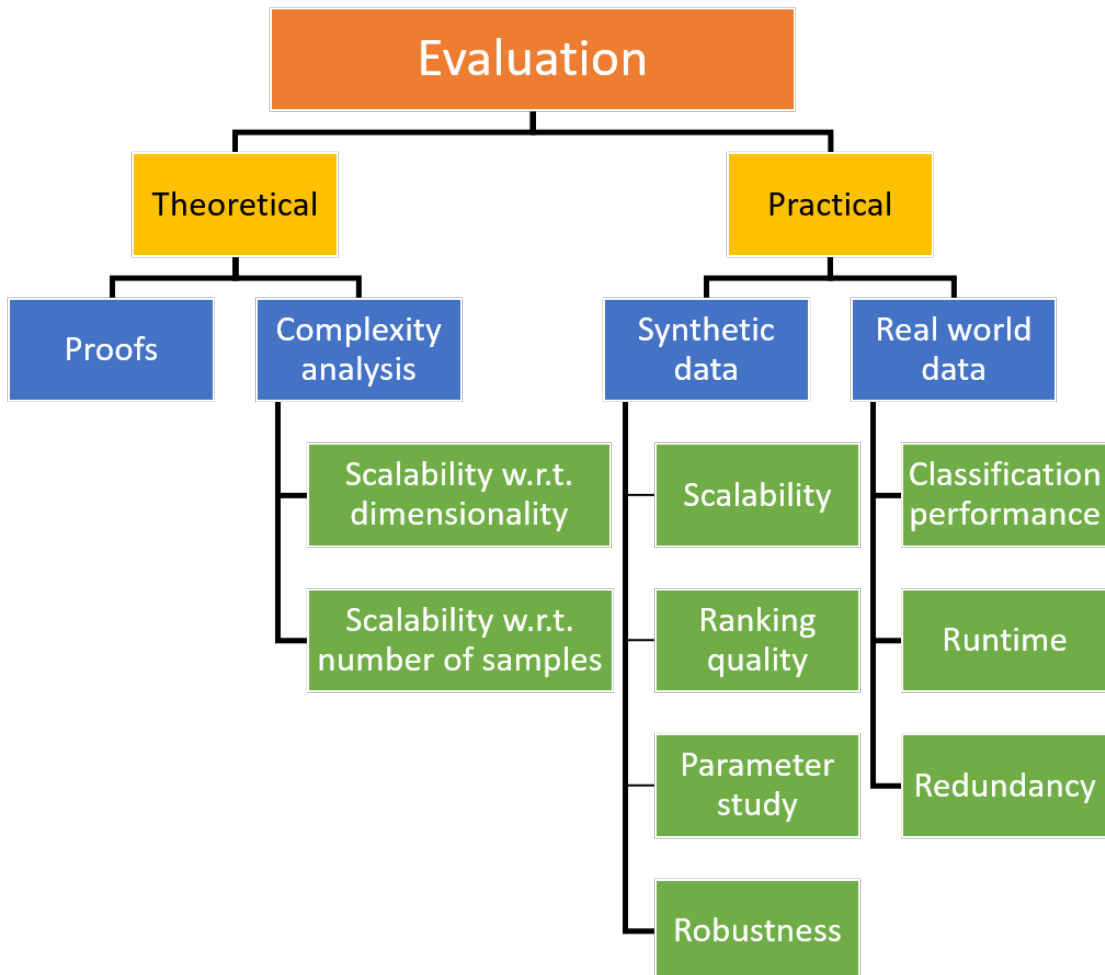 Evaluation
Theoretical
Practical
Proofs
Complexity
analysis
Synthetic
data
Real world
data
Scalability w.r.t.
dimensionality
Scalability w.r.t.
number of samples
Scalability
Ranking
quality
Parameter
study
Robustness
Classification
performance
Runtime
Redundancy